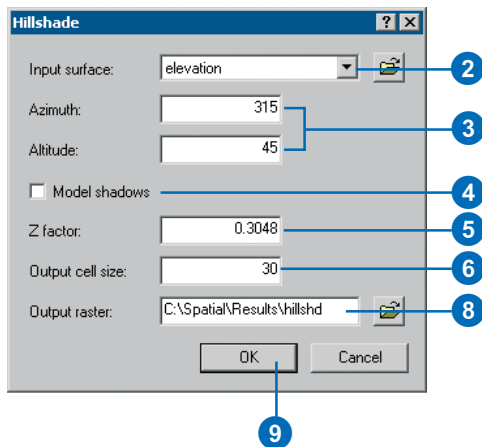 Hillshade
Input surface: elevation 2
Azimuth: 315
3
Altitude: 45
Model shadows 4
Z factor: 0.3048 5
Output cell size: 30 6
Output raster: C:\Spatial\Results\hillshd 8
OK Cancel
9